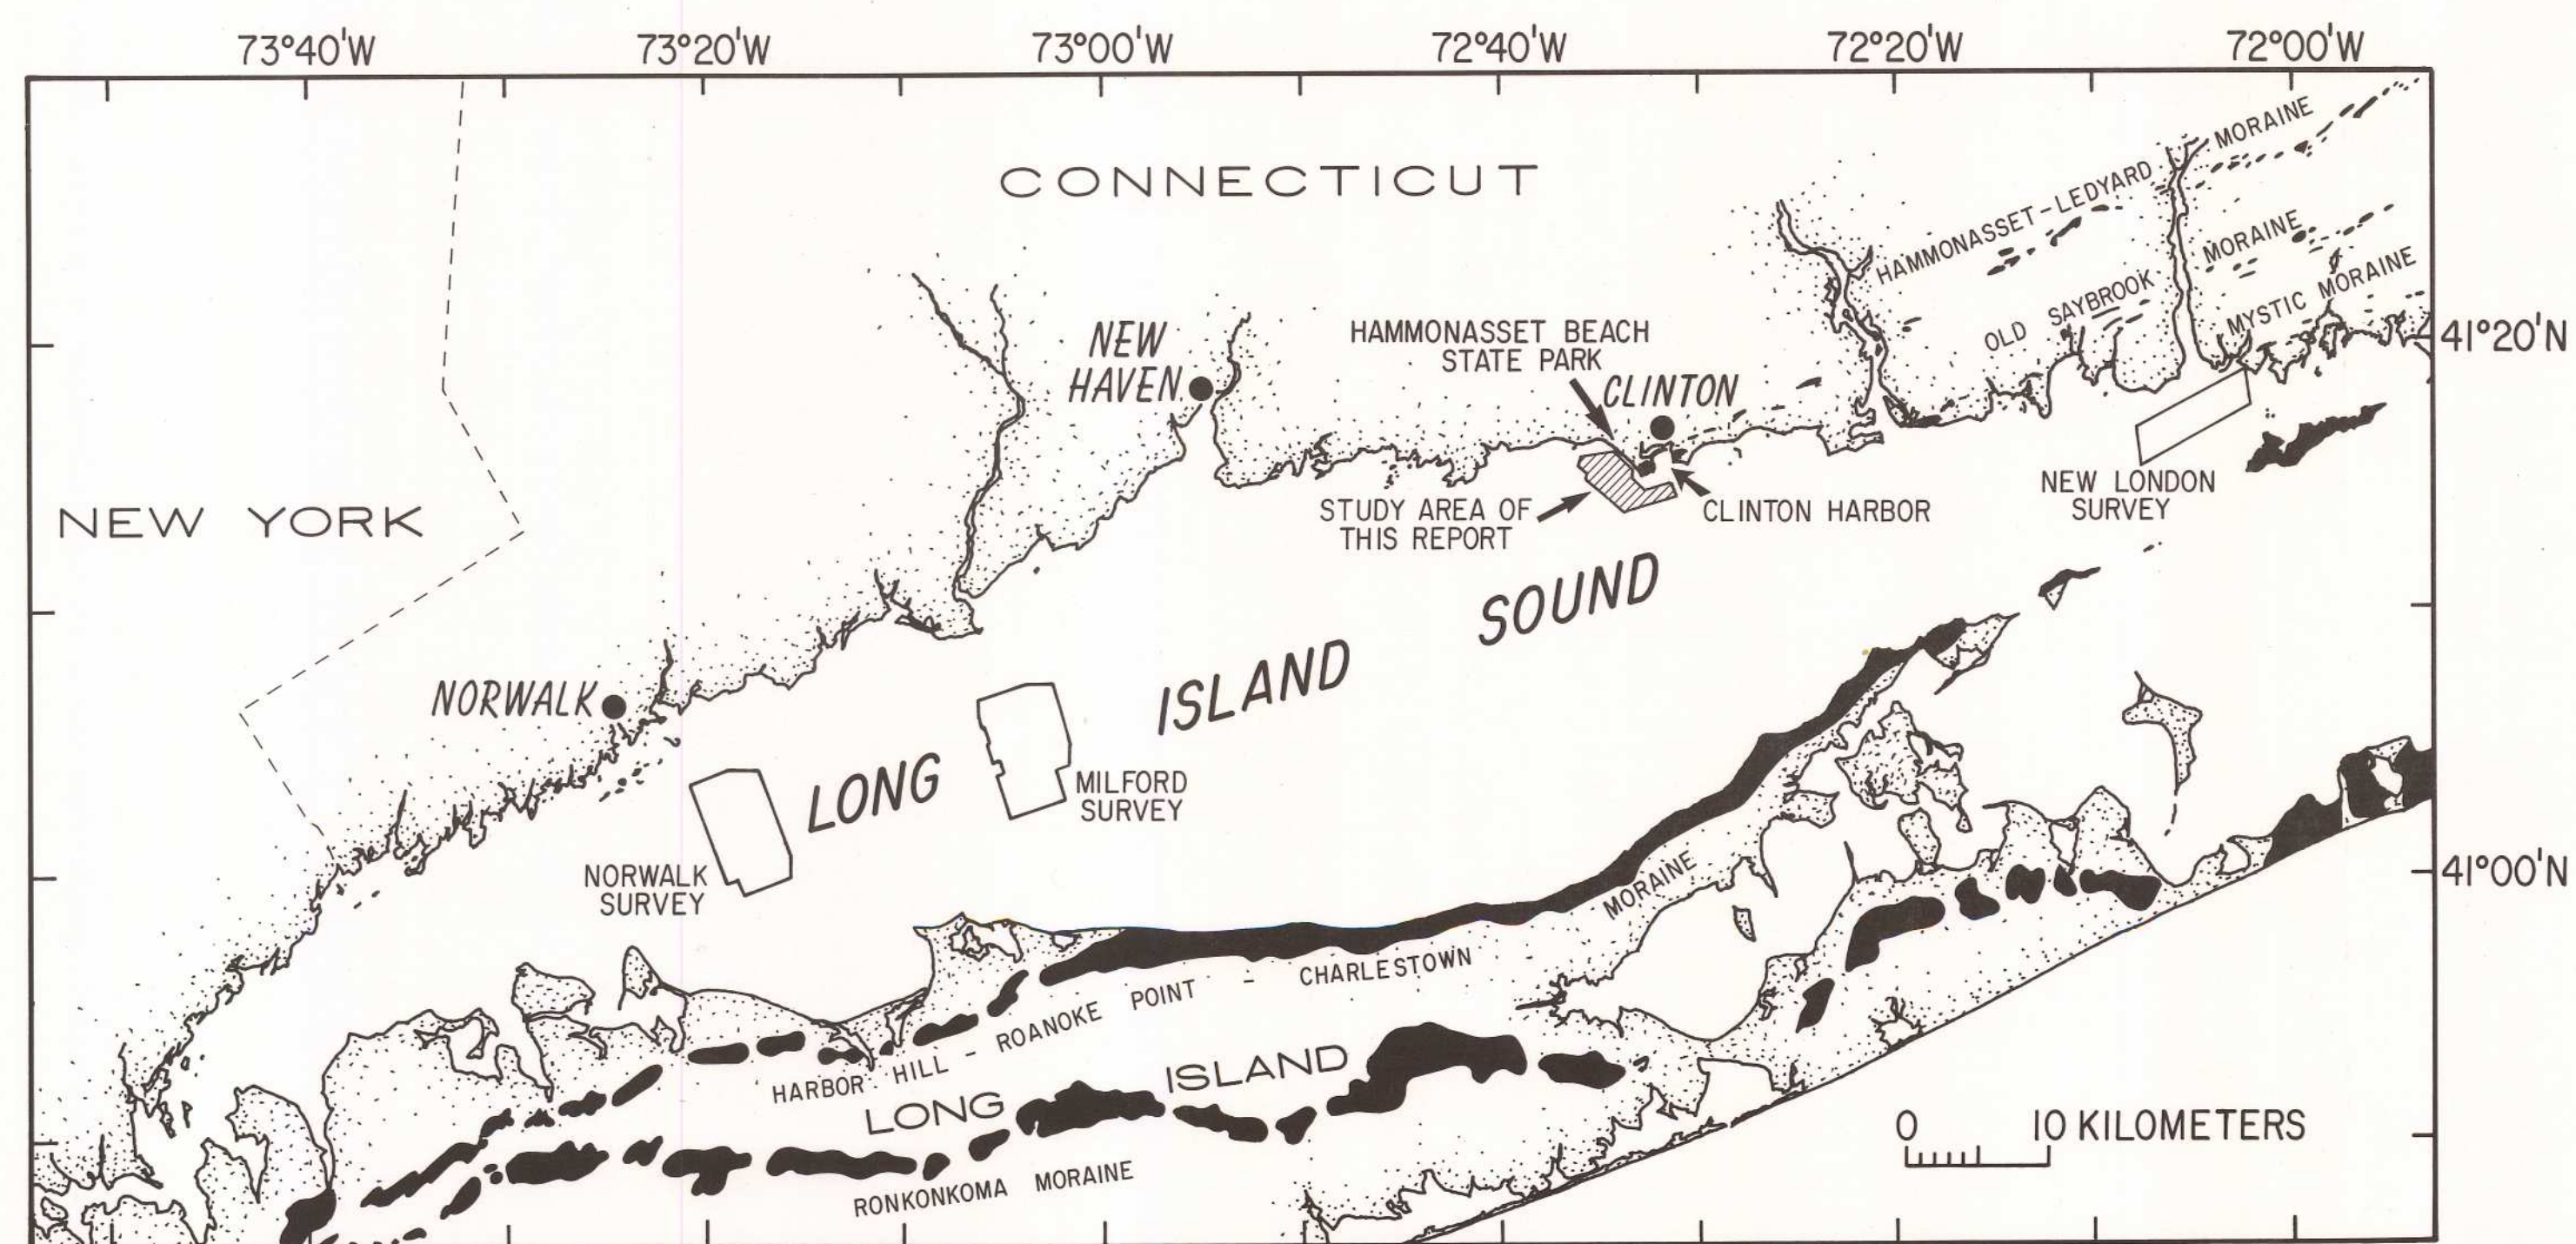 73°40'W 73°20'W 73°00'W 72°40'W 72°20'W 72°00'W
CONNECTICUT
HAMMONASSET-LEDYARD MORAINE
OLD SAYBROOK MORAINE
MYSTIC MORAINE
41°20'N
NEW
HAVEN
HAMMONASSET BEACH
STATE PARK
CLINTON
NEW YORK
STUDY AREA OF
THIS REPORT
CLINTON HARBOR
NEW LONDON
SURVEY
NORWALK
LONG ISLAND SOUND
MILFORD
SURVEY
NORWALK
SURVEY
41°00'N
HARBOR HILL - ROANOKE POINT - CHARLESTOWN MORAINE
LONG ISLAND
RONKONKOMA MORAINE
0 10 KILOMETERS